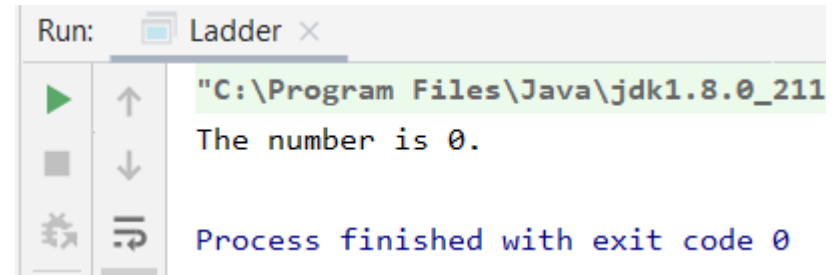 Run: Ladder ×
"C:\Program Files\Java\jdk1.8.0_211
The number is 0.
Process finished with exit code 0